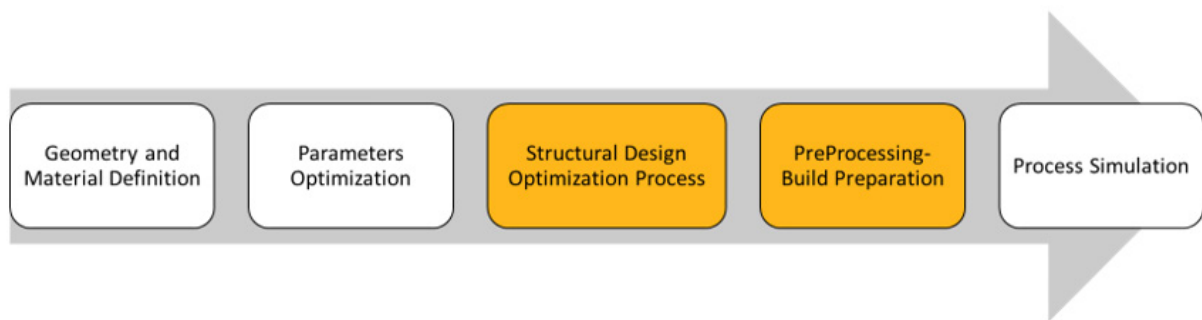 Geometry and
Material Definition
Parameters
Optimization
Structural Design
Optimization Process
PreProcessing-
Build Preparation
Process Simulation